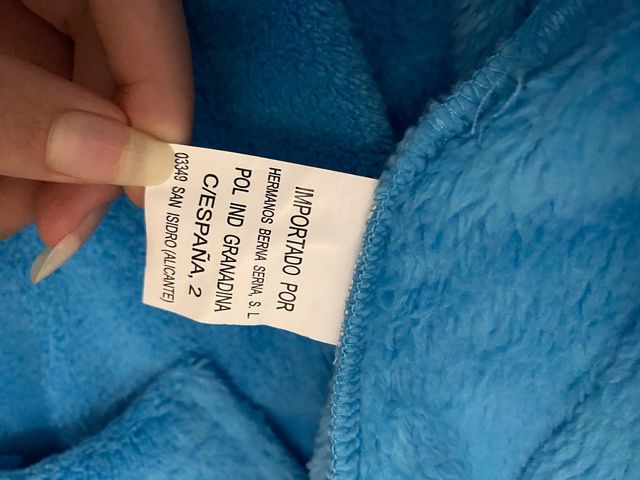 IMPORTADO POR
HERMANOS BERNA SERNA, S. L
POL IND GRANADINA
C/ESPAÑA, 2
03349 SAN ISIDRO (ALICANTE)